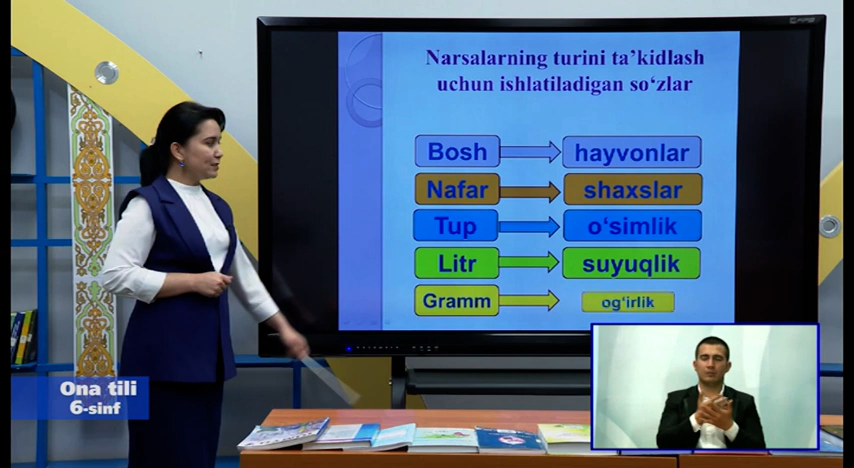 Narsalarning turini ta’kidlash
uchun ishlatiladigan so‘zlar
Bosh hayvonlar
Nafar shaxslar
Tup o‘simlik
Litr suyuqlik
Gramm og‘irlik
Ona tili
6-sinf